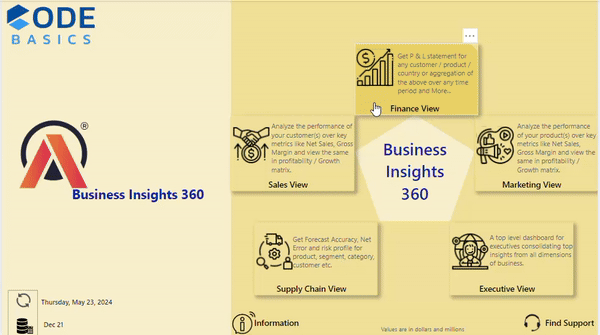 CODE
BASICS
®
Business Insights 360
Thursday, May 23, 2024
Dec 21
...
Get P & L statement for
any customer / product /
country or aggregation of
the above over any time
period and More...
Finance View
Analyze the performance of
your customer(s) over key
metrics like Net Sales, Gross
Margin and view the same
in profitability / Growth
matrix.
Sales View
Business
Insights
360
Analyze the performance of
your product(s) over key
metrics like Net Sales, Gross
Margin and view the same
in profitability / Growth
matrix.
Marketing View
Get Forecast Accuracy, Net
Error and risk profile for
product, segment, category,
customer etc.
Supply Chain View
A top level dashboard for
executives consolidating top
insights from all dimensions
of business.
Executive View
Information
Values are in dollars and millions
Find Support